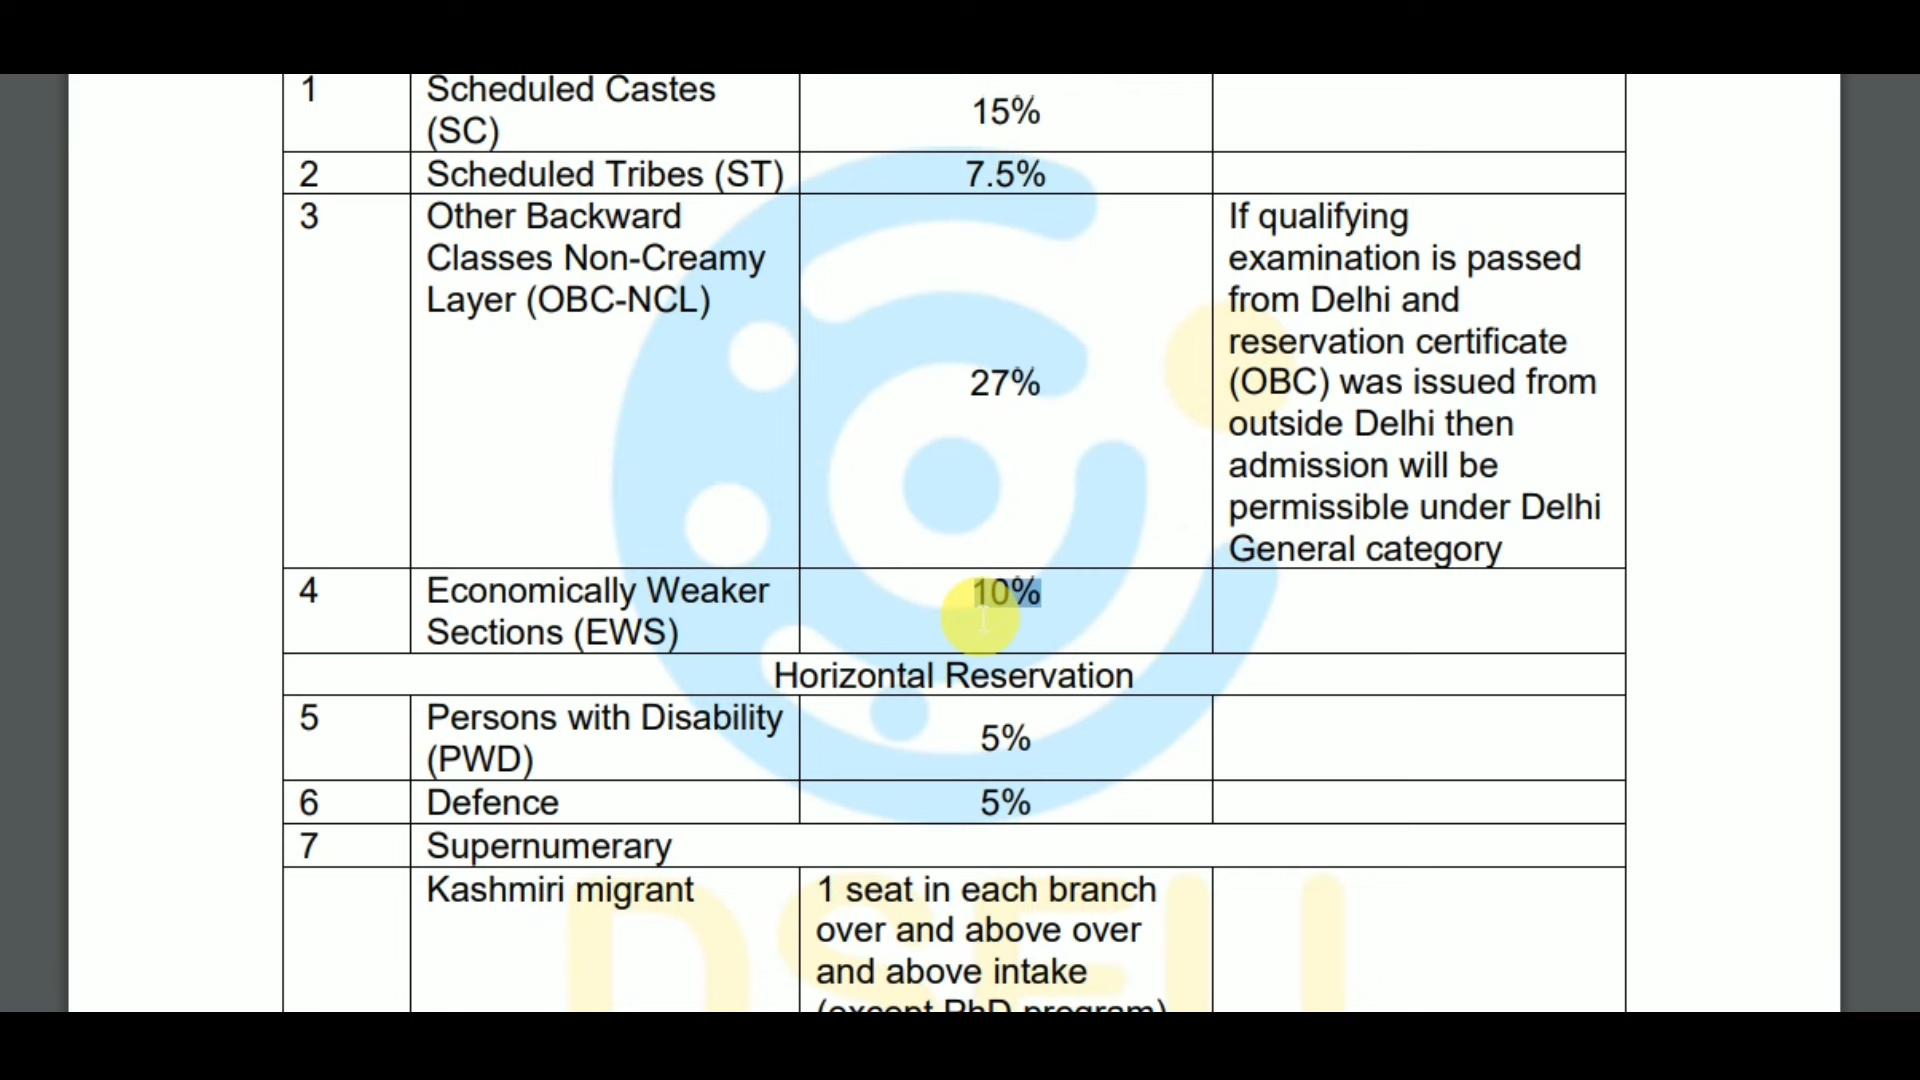 1
Scheduled Castes
(SC)
15%
2
Scheduled Tribes (ST)
7.5%
3
Other Backward
Classes Non-Creamy
Layer (OBC-NCL)
27%
If qualifying
examination is passed
from Delhi and
reservation certificate
(OBC) was issued from
outside Delhi then
admission will be
permissible under Delhi
General category
4
Economically Weaker
Sections (EWS)
10%
Horizontal Reservation
5
Persons with Disability
(PWD)
5%
6
Defence
5%
7
Supernumerary
Kashmiri migrant
1 seat in each branch
over and above over
and above intake
(except PhD program)
DSEU